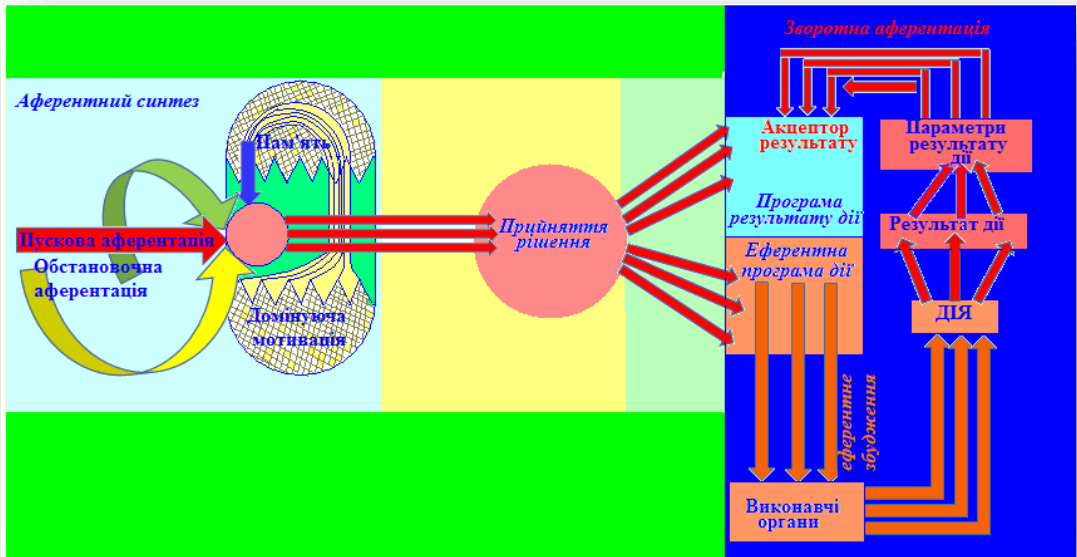 Аферентний синтез
Пам'ять
Пускова аферентація
Обстановочна
аферентація
Домінуюча
мотивація
Прийняття
рішення
Зворотна аферентація
Акцептор
результату
Програма
результату дії
Еферентна
програма дії
еферентне
збудження
Виконавчі
органи
Параметри
результату
дії
Результат дії
ДІЯ